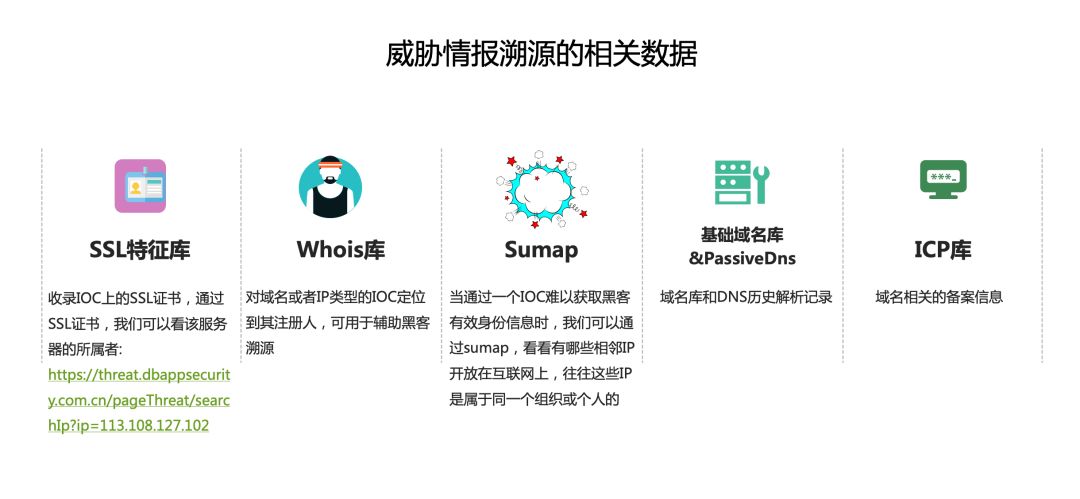 威胁情报溯源的相关数据
SSL特征库
收录IOC上的SSL证书，通过
SSL证书，我们可以看该服务
器的所属者:
https://threat.dbappsecurit
y.com.cn/pageThreat/searc
hIp?ip=113.108.127.102
Whois库
对域名或者IP类型的IOC定位
到其注册人，可用于辅助黑客
溯源
Sumap
当通过一个IOC难以获取黑客
有效身份信息时，我们可以通
过sumap，看看有哪些相邻IP
开放在互联网上，往往这些IP
是属于同一个组织或个人的
基础域名库
&PassiveDns
域名库和DNS历史解析记录
***_
ICP库
域名相关的备案信息